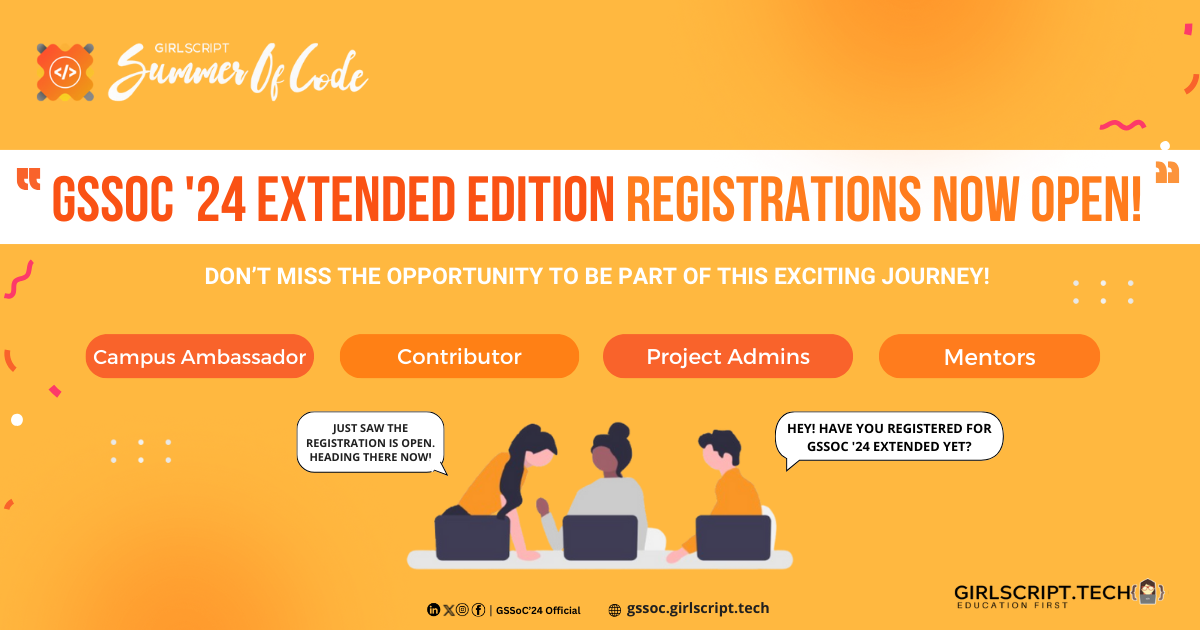 GIRLSCRIPT
Summer Of Code
GSSOC '24 EXTENDED EDITION REGISTRATIONS NOW OPEN!
DON'T MISS THE OPPORTUNITY TO BE PART OF THIS EXCITING JOURNEY!
Campus Ambassador
Contributor
Project Admins
Mentors
JUST SAW THE
REGISTRATION IS OPEN.
HEADING THERE NOW!
HEY! HAVE YOU REGISTERED FOR
GSSOC '24 EXTENDED YET?
| GSSoC'24 Official
gssoc.girlscript.tech
GIRLSCRIPT.TECH
EDUCATION FIRST